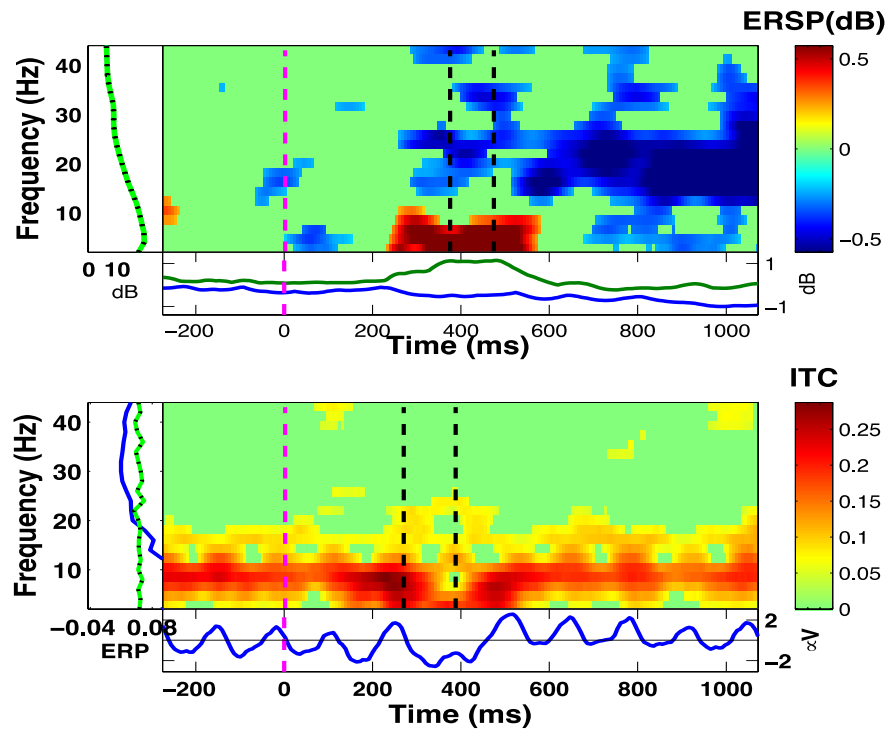 ERSP(dB)
Frequency (Hz)
40
30
20
10
0.5
0
−0.5
0 10
dB
1
−1
dB
−200 0 200 400 600 800 1000
Time (ms)
ITC
Frequency (Hz)
40
30
20
10
0.25
0.2
0.15
0.1
0.05
0
−0.04 0.08
ERP
2
−2
∝V
−200 0 200 400 600 800 1000
Time (ms)